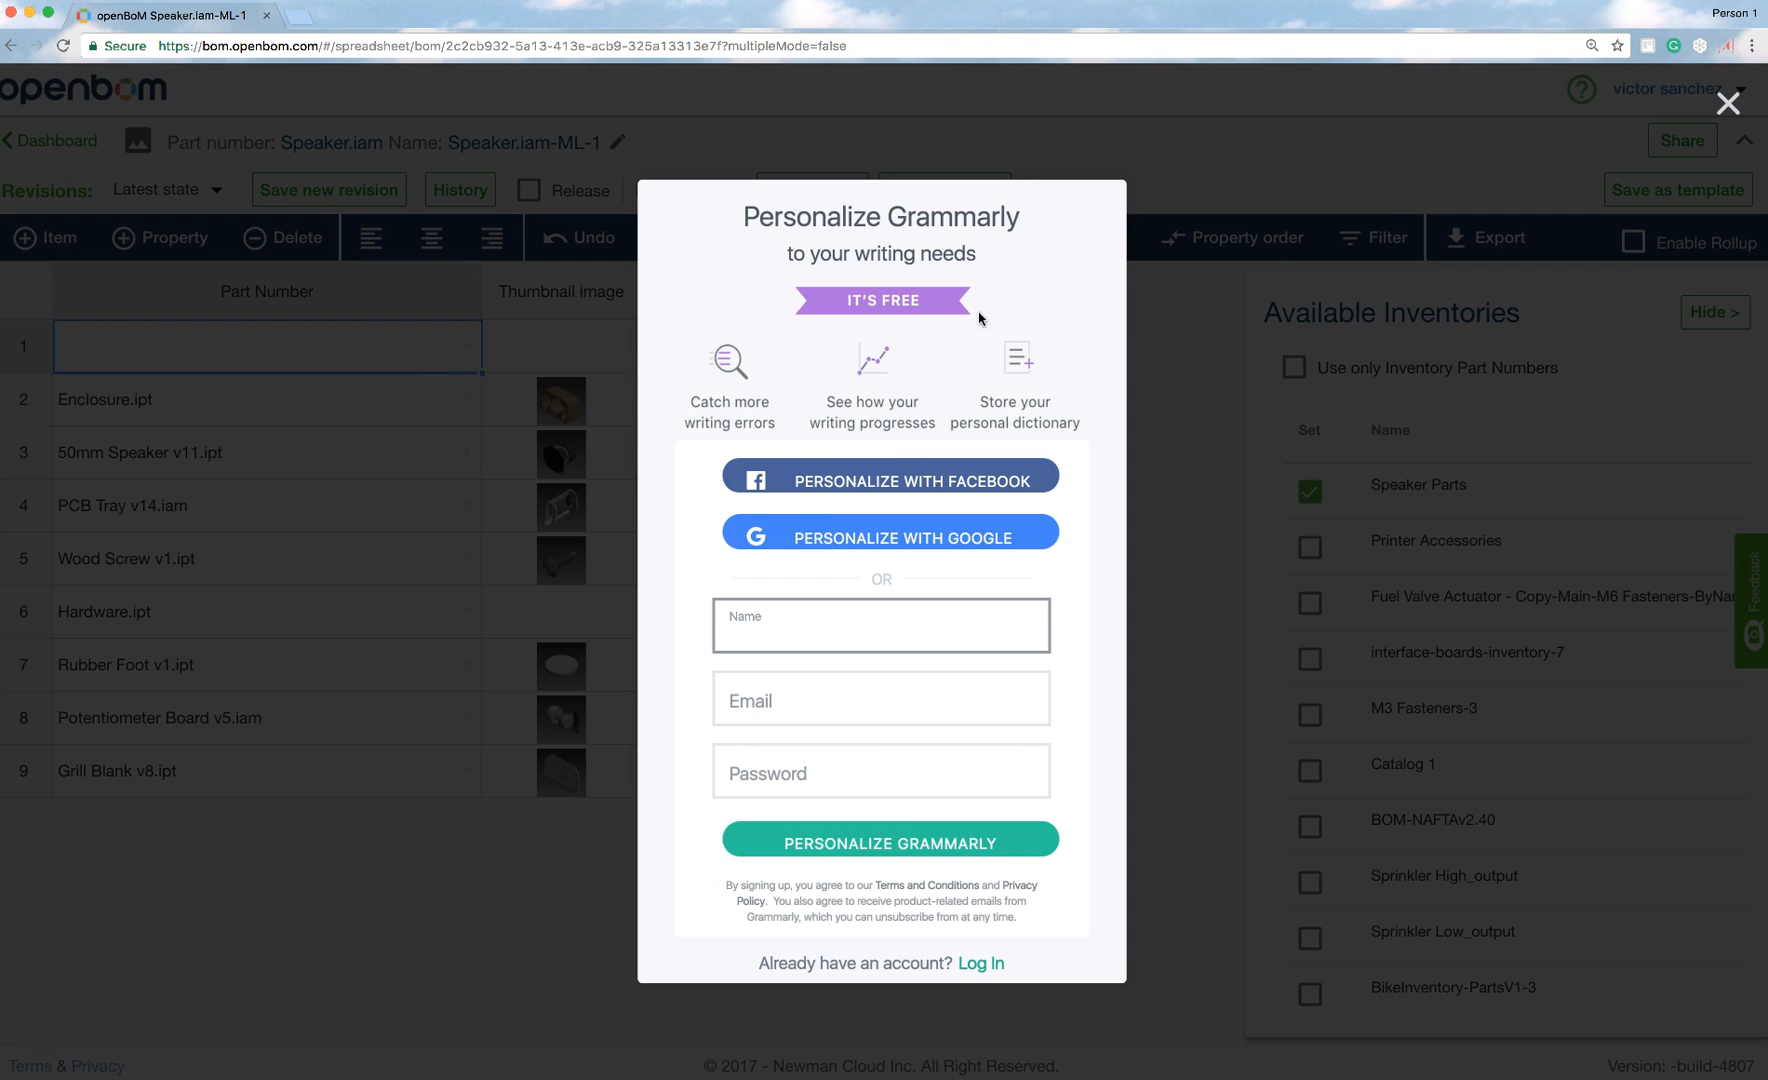 openBoM Speaker.iam-ML-1
Person 1
Secure https://bom.openbom.com/#/spreadsheet/bom/2c2cb932-5a13-413e-acb9-325a13313e7f?multipleMode=false
openbom
victor sanchez
Dashboard
Part number: Speaker.iam Name: Speaker.iam-ML-1
Share
Revisions: Latest state
Save new revision
History
Release
Save as template
Item
Property
Delete
Undo
Property order
Filter
Export
Enable Rollup
Part Number
Thumbnail image
1
2 Enclosure.ipt
3 50mm Speaker v11.ipt
4 PCB Tray v14.iam
5 Wood Screw v1.ipt
6 Hardware.ipt
7 Rubber Foot v1.ipt
8 Potentiometer Board v5.iam
9 Grill Blank v8.ipt
Personalize Grammarly
to your writing needs
IT'S FREE
Catch more
writing errors
See how your
writing progresses
Store your
personal dictionary
PERSONALIZE WITH FACEBOOK
G PERSONALIZE WITH GOOGLE
OR
Name
Email
Password
PERSONALIZE GRAMMARLY
By signing up, you agree to our Terms and Conditions and Privacy
Policy. You also agree to receive product-related emails from
Grammarly, which you can unsubscribe from at any time.
Already have an account? Log In
Available Inventories
Hide >
Use only Inventory Part Numbers
Set Name
Speaker Parts
Printer Accessories
Fuel Valve Actuator - Copy-Main-M6 Fasteners-ByNar
interface-boards-inventory-7
M3 Fasteners-3
Catalog 1
BOM-NAFTAv2.40
Sprinkler High_output
Sprinkler Low_output
BikeInventory-PartsV1-3
Feedback
Terms & Privacy
© 2017 - Newman Cloud Inc. All Right Reserved.
Version: -build-4807